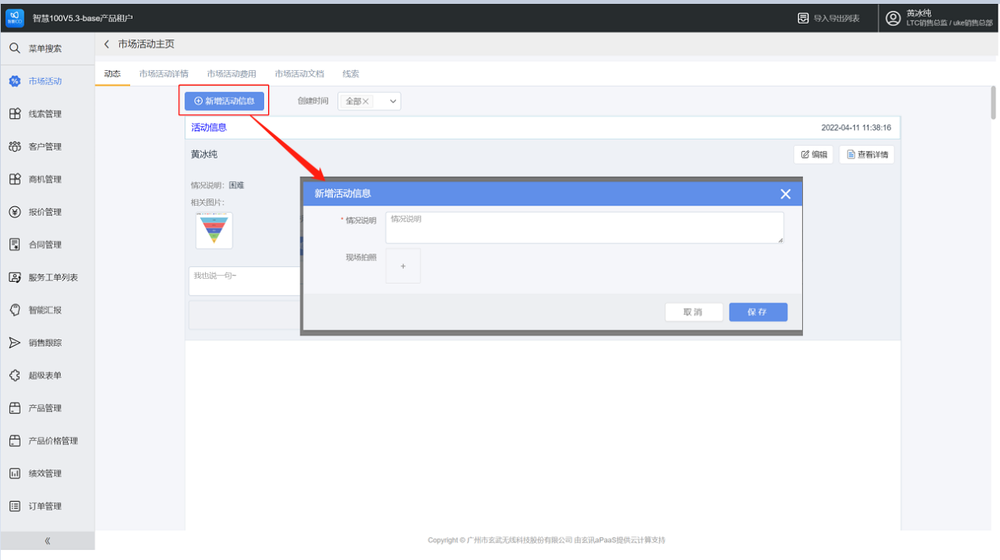 智慧100V5.3-base产品租户
导入导出列表
黄冰纯
LTC销售总监 / uke销售总部
菜单搜索
市场活动主页
市场活动
线索管理
客户管理
商机管理
报价管理
合同管理
服务工单列表
智能汇报
销售跟踪
超级表单
产品管理
产品价格管理
绩效管理
订单管理
动态 市场活动详情 市场活动费用 市场活动文档 线索
新增活动信息 创建时间 全部
活动信息 2022-04-11 11:38:16
黄冰纯 编辑 查看详情
情况说明: 困难
相关图片:
我也说一句~
新增活动信息
* 情况说明 情况说明
现场拍照 +
取消 保存
Copyright © 广州市玄武无线科技股份有限公司 由玄讯aPaaS提供云计算支持